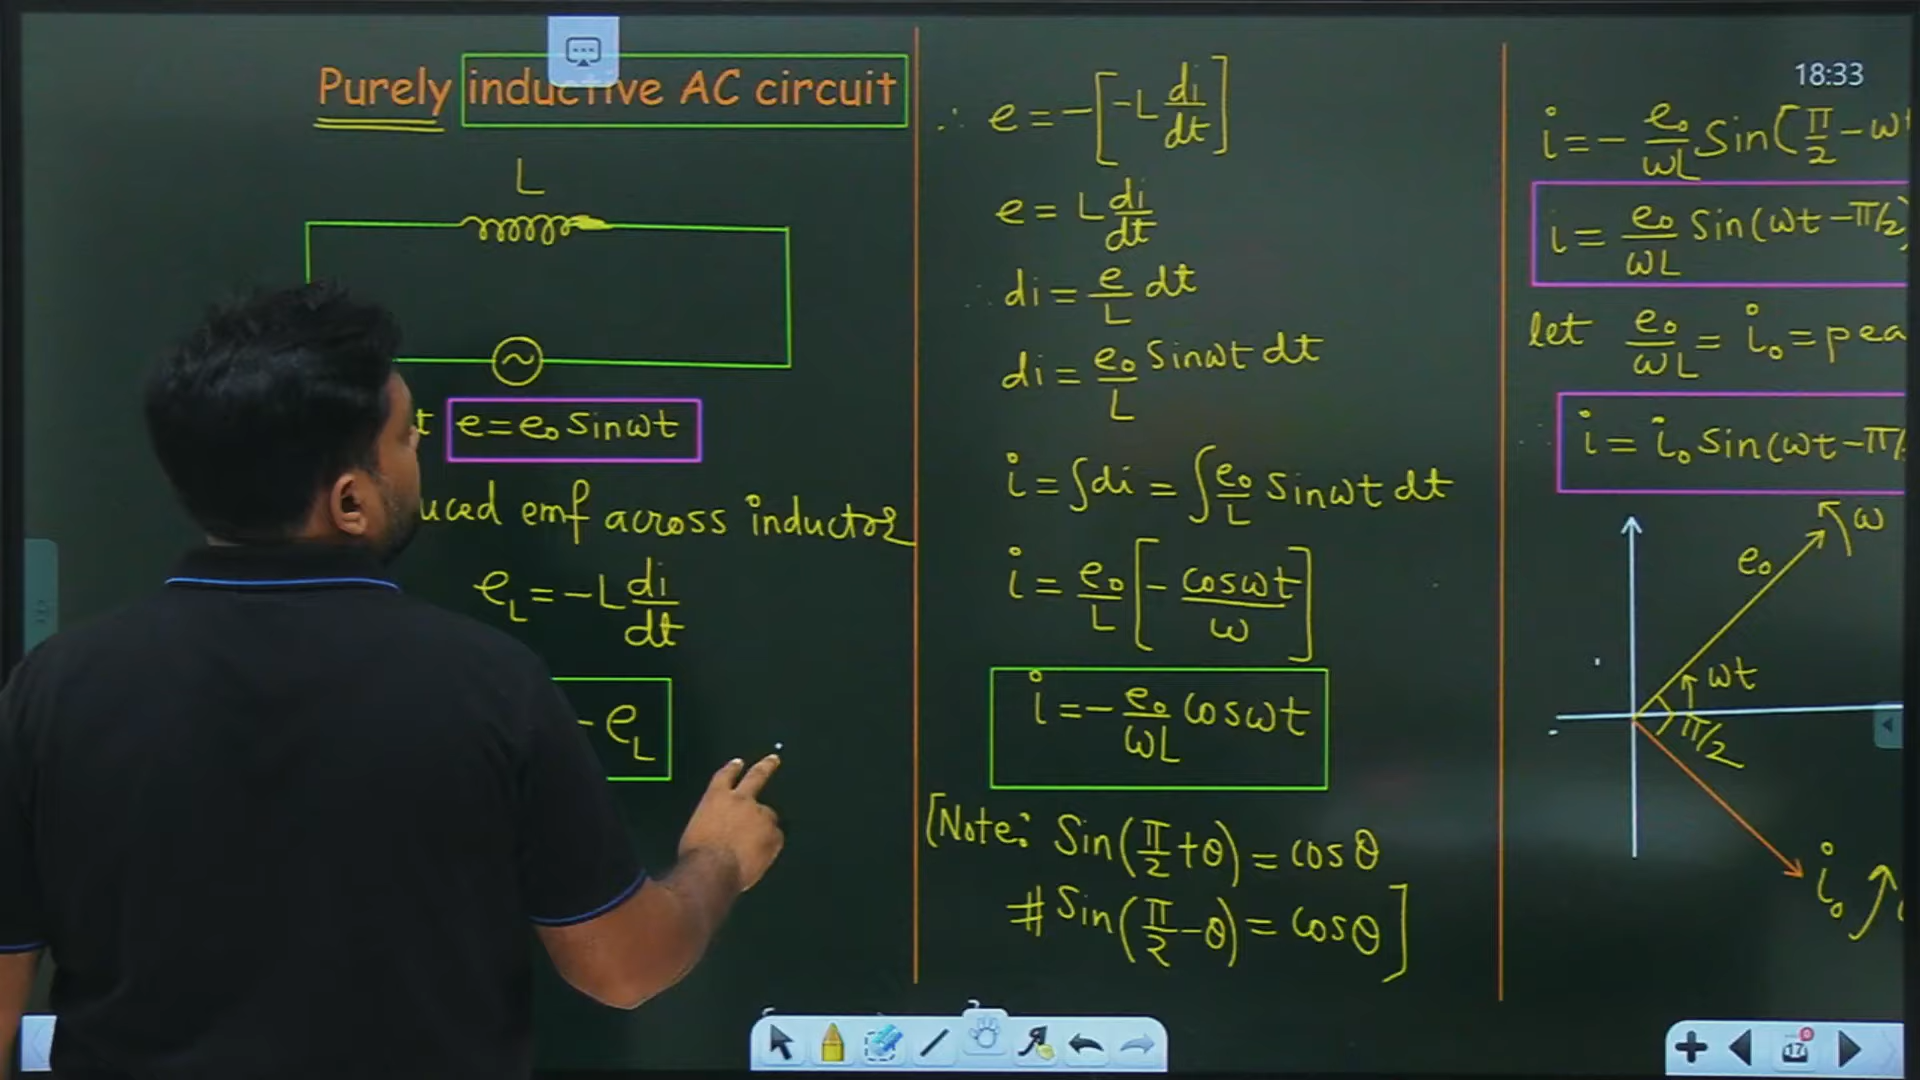 Purely inductive AC circuit
L
e = e₀ Sinωt
uced emf across inductor
e_L = -L di/dt
- e_L
∴ e = -[-L di/dt]
e = L di/dt
di = e/L dt
di = e₀/L Sinωt dt
i = ∫di = ∫ e₀/L Sinωt dt
i = e₀/L [- cosωt/ω]
i = - e₀/ωL cosωt
[Note: Sin(π/2+θ) = cosθ
# Sin(π/2-θ) = cosθ]
18:33
i = - e₀/ωL Sin(π/2 - ω
i = e₀/ωL Sin(ωt - π/2)
let e₀/ωL = i₀ = pea
i = i₀ Sin(ωt - π/
ω
e₀
ωt
π/2
i₀
17